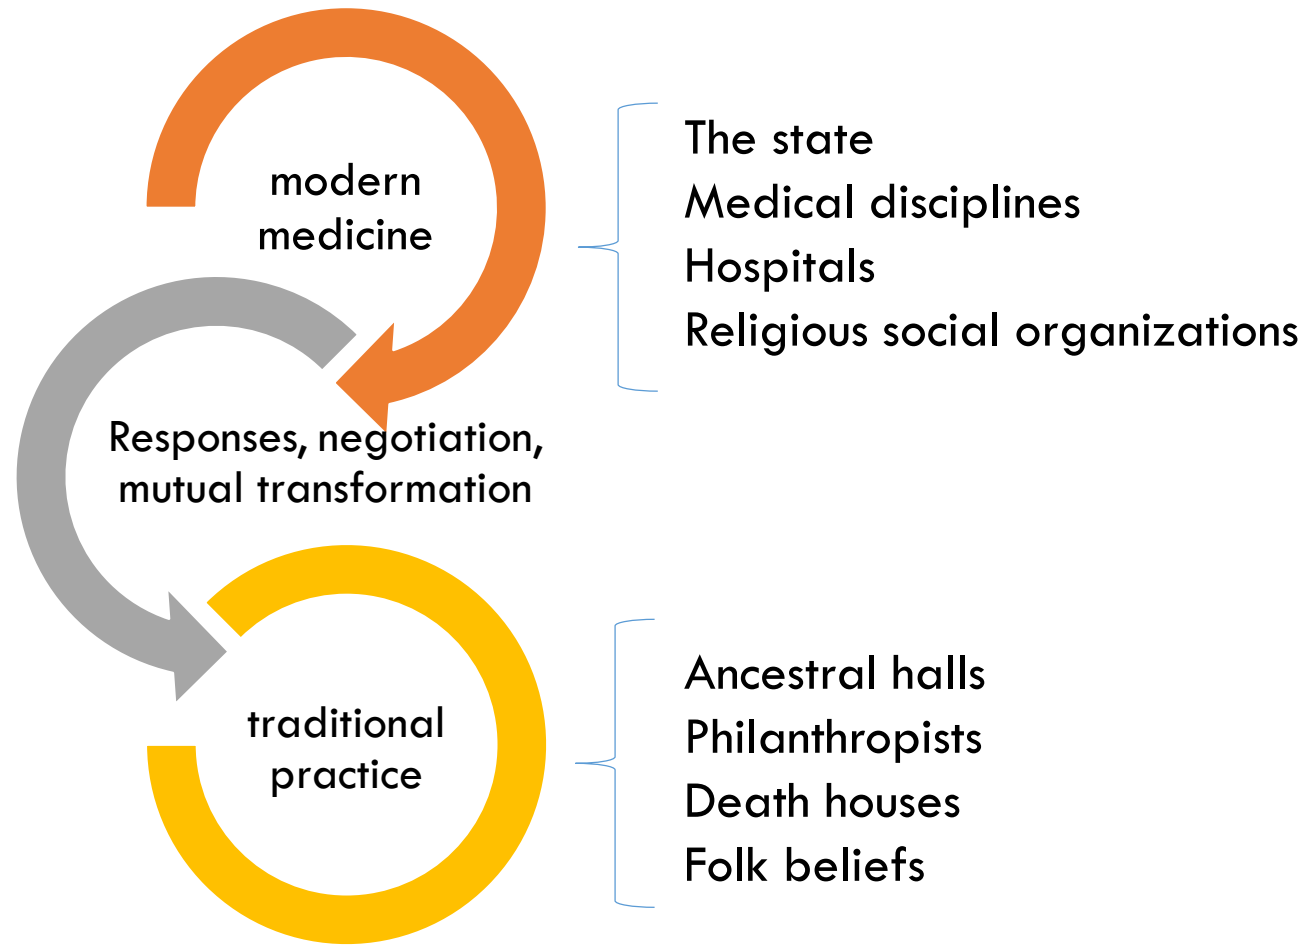 modern
medicine
The state
Medical disciplines
Hospitals
Religious social organizations
Responses, negotiation,
mutual transformation
traditional
practice
Ancestral halls
Philanthropists
Death houses
Folk beliefs